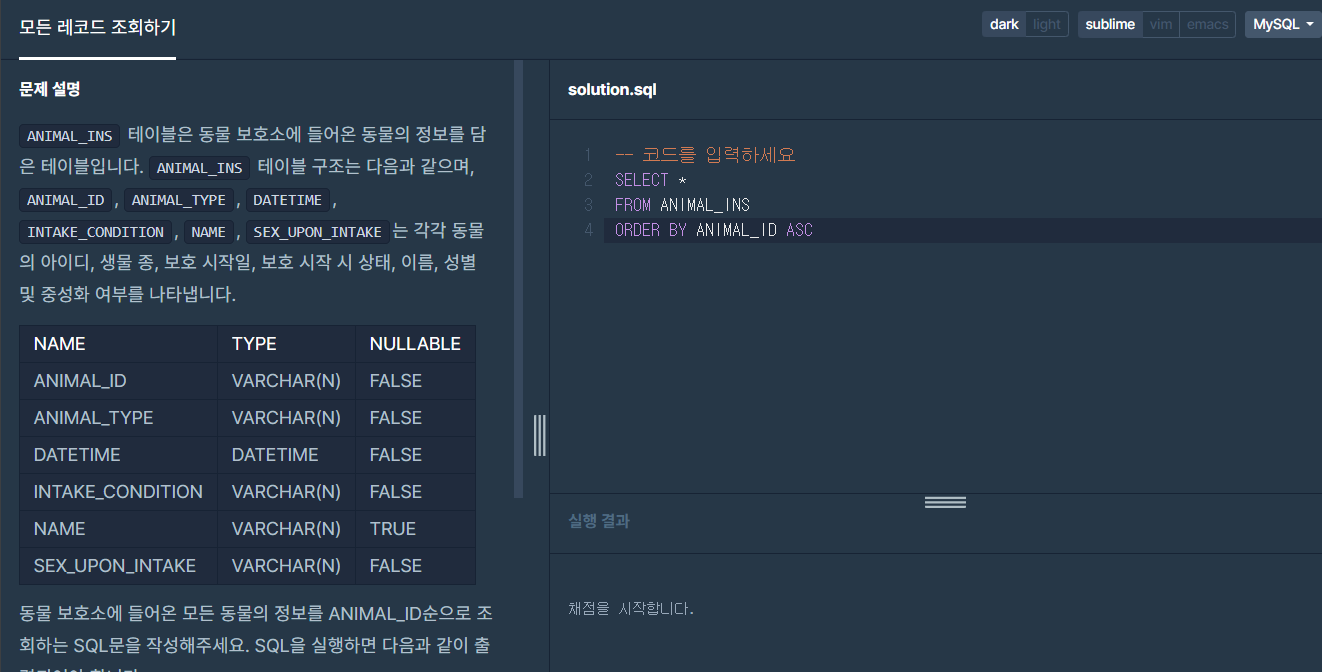 모든 레코드 조회하기
dark light sublime vim emacs MySQL
문제 설명
ANIMAL_INS 테이블은 동물 보호소에 들어온 동물의 정보를 담
은 테이블입니다. ANIMAL_INS 테이블 구조는 다음과 같으며,
ANIMAL_ID , ANIMAL_TYPE , DATETIME ,
INTAKE_CONDITION , NAME , SEX_UPON_INTAKE 는 각각 동물
의 아이디, 생물 종, 보호 시작일, 보호 시작 시 상태, 이름, 성별
및 중성화 여부를 나타냅니다.
NAME TYPE NULLABLE
ANIMAL_ID VARCHAR(N) FALSE
ANIMAL_TYPE VARCHAR(N) FALSE
DATETIME DATETIME FALSE
INTAKE_CONDITION VARCHAR(N) FALSE
NAME VARCHAR(N) TRUE
SEX_UPON_INTAKE VARCHAR(N) FALSE
동물 보호소에 들어온 모든 동물의 정보를 ANIMAL_ID순으로 조
회하는 SQL문을 작성해주세요. SQL을 실행하면 다음과 같이 출
solution.sql
1 -- 코드를 입력하세요
2 SELECT *
3 FROM ANIMAL_INS
4 ORDER BY ANIMAL_ID ASC
실행 결과
채점을 시작합니다.